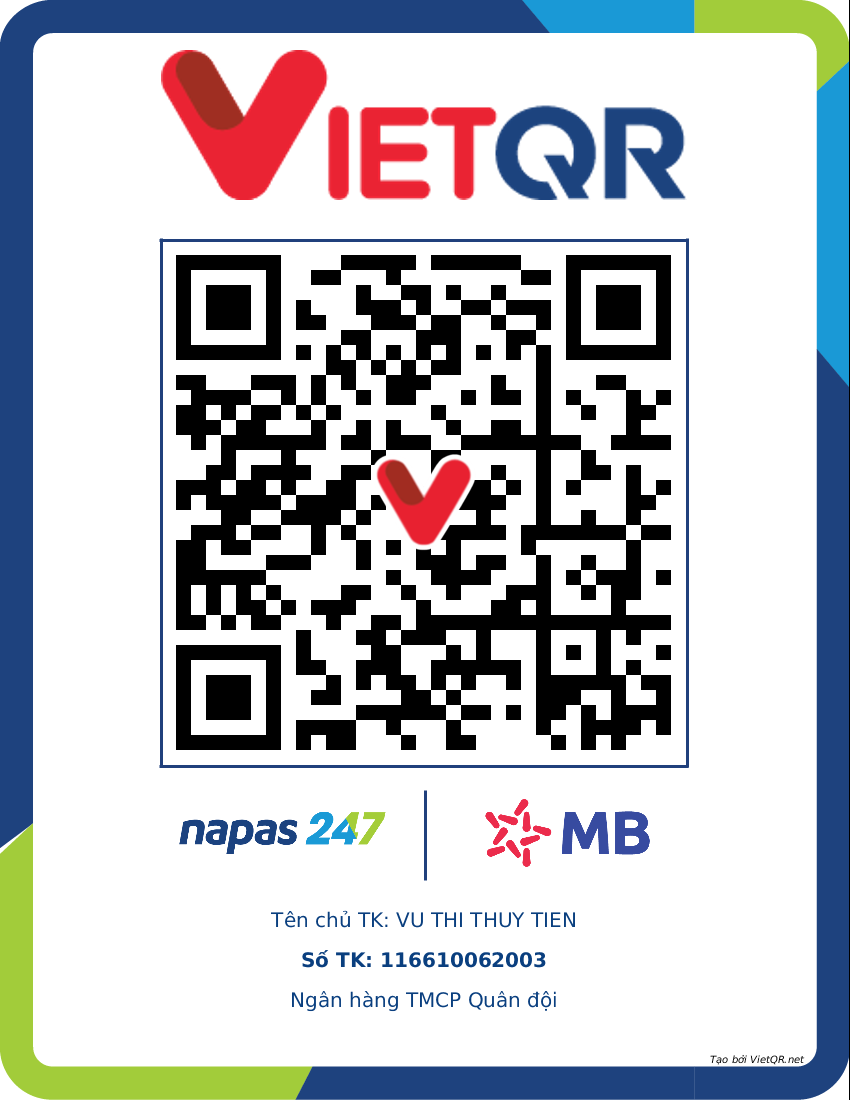 VIETQR
napas 247
MB
Tên chủ TK: VU THI THUY TIEN
Số TK: 116610062003
Ngân hàng TMCP Quân đội
Tạo bởi VietQR.net